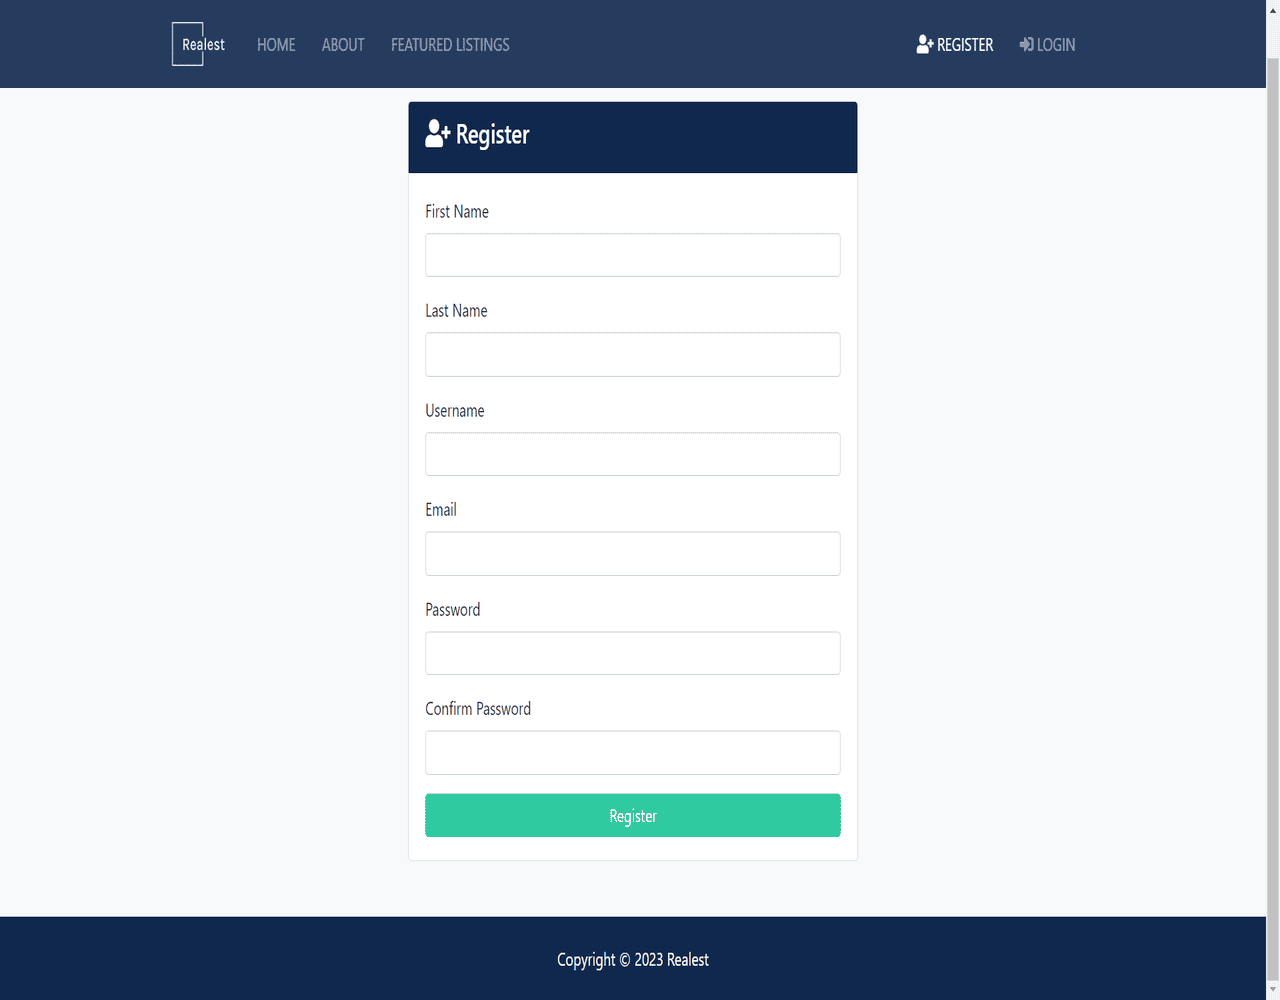 Realest HOME ABOUT FEATURED LISTINGS REGISTER LOGIN
Register
First Name
Last Name
Username
Email
Password
Confirm Password
Register
Copyright © 2023 Realest